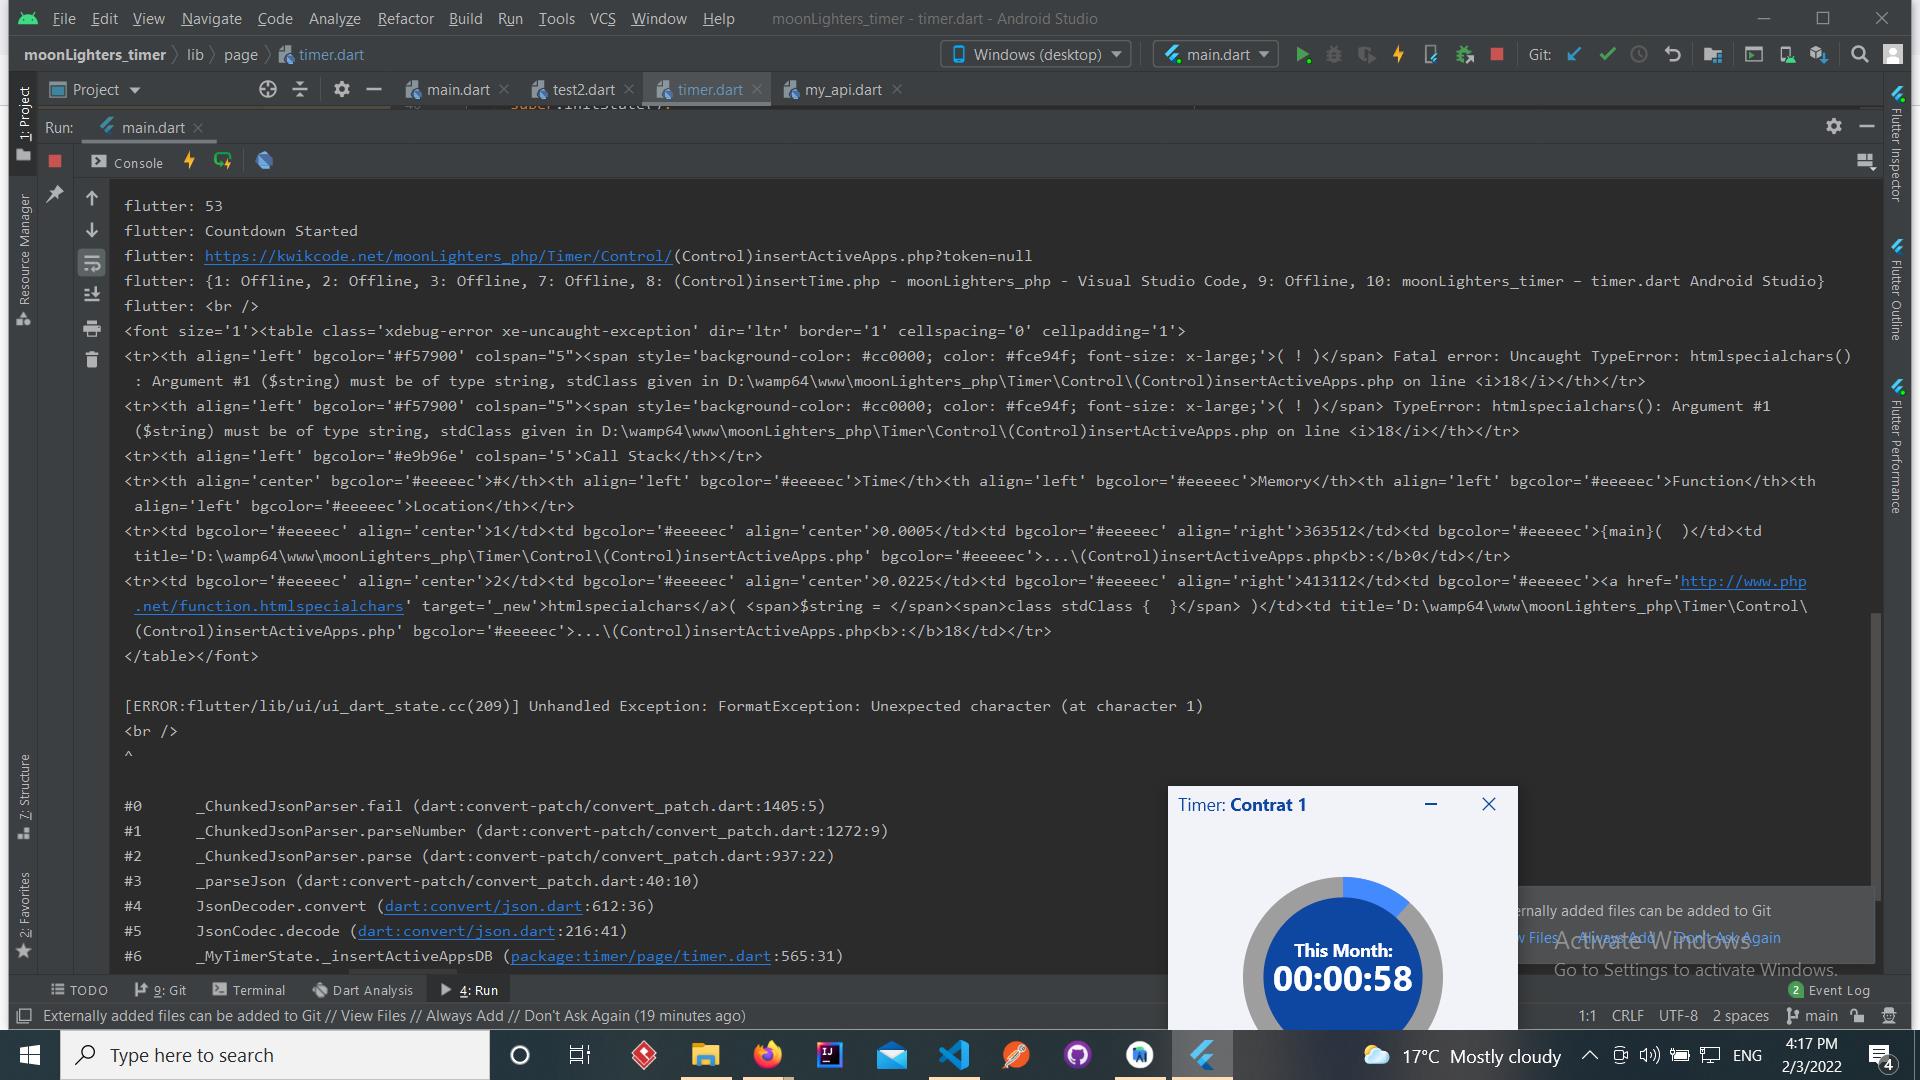 File Edit View Navigate Code Analyze Refactor Build Run Tools VCS Window Help moonLighters_timer - timer.dart - Android Studio
moonLighters_timer lib page timer.dart Windows (desktop) main.dart Git:
Project main.dart test2.dart timer.dart my_api.dart
Run: main.dart
Console
flutter: 53
flutter: Countdown Started
flutter: https://kwikcode.net/moonLighters_php/Timer/Control/(Control)insertActiveApps.php?token=null
flutter: {1: Offline, 2: Offline, 3: Offline, 7: Offline, 8: (Control)insertTime.php - moonLighters_php - Visual Studio Code, 9: Offline, 10: moonLighters_timer – timer.dart Android Studio}
flutter: <br />
<font size='1'><table class='xdebug-error xe-uncaught-exception' dir='ltr' border='1' cellspacing='0' cellpadding='1'>
<tr><th align='left' bgcolor='#f57900' colspan="5"><span style='background-color: #cc0000; color: #fce94f; font-size: x-large;'>( ! )</span> Fatal error: Uncaught TypeError: htmlspecialchars()
: Argument #1 ($string) must be of type string, stdClass given in D:\wamp64\www\moonLighters_php\Timer\Control\(Control)insertActiveApps.php on line <i>18</i></th></tr>
<tr><th align='left' bgcolor='#f57900' colspan="5"><span style='background-color: #cc0000; color: #fce94f; font-size: x-large;'>( ! )</span> TypeError: htmlspecialchars(): Argument #1
($string) must be of type string, stdClass given in D:\wamp64\www\moonLighters_php\Timer\Control\(Control)insertActiveApps.php on line <i>18</i></th></tr>
<tr><th align='left' bgcolor='#e9b96e' colspan='5'>Call Stack</th></tr>
<tr><th align='center' bgcolor='#eeeeec'>#</th><th align='left' bgcolor='#eeeeec'>Time</th><th align='left' bgcolor='#eeeeec'>Memory</th><th align='left' bgcolor='#eeeeec'>Function</th><th
align='left' bgcolor='#eeeeec'>Location</th></tr>
<tr><td bgcolor='#eeeeec' align='center'>1</td><td bgcolor='#eeeeec' align='center'>0.0005</td><td bgcolor='#eeeeec' align='right'>363512</td><td bgcolor='#eeeeec'>{main}(  )</td><td
title='D:\wamp64\www\moonLighters_php\Timer\Control\(Control)insertActiveApps.php' bgcolor='#eeeeec'>...\(Control)insertActiveApps.php<b>:</b>0</td></tr>
<tr><td bgcolor='#eeeeec' align='center'>2</td><td bgcolor='#eeeeec' align='center'>0.0225</td><td bgcolor='#eeeeec' align='right'>413112</td><td bgcolor='#eeeeec'><a href='http://www.php
.net/function.htmlspecialchars' target='_new'>htmlspecialchars</a>( <span>$string = </span><span>class stdClass {  }</span> )</td><td title='D:\wamp64\www\moonLighters_php\Timer\Control\
(Control)insertActiveApps.php' bgcolor='#eeeeec'>...\(Control)insertActiveApps.php<b>:</b>18</td></tr>
</table></font>
[ERROR:flutter/lib/ui/ui_dart_state.cc(209)] Unhandled Exception: FormatException: Unexpected character (at character 1)
<br />
^
#0 _ChunkedJsonParser.fail (dart:convert-patch/convert_patch.dart:1405:5)
#1 _ChunkedJsonParser.parseNumber (dart:convert-patch/convert_patch.dart:1272:9)
#2 _ChunkedJsonParser.parse (dart:convert-patch/convert_patch.dart:937:22)
#3 _parseJson (dart:convert-patch/convert_patch.dart:40:10)
#4 JsonDecoder.convert (dart:convert/json.dart:612:36)
#5 JsonCodec.decode (dart:convert/json.dart:216:41)
#6 _MyTimerState._insertActiveAppsDB (package:timer/page/timer.dart:565:31)
1: Project
Resource Manager
7: Structure
2: Favorites
Flutter Inspector
Flutter Outline
Flutter Performance
Timer: Contrat 1
This Month:
00:00:58
ernally added files can be added to Git
w Files Always Add Don't Ask Again
Activate Windows
Go to Settings to activate Windows.
TODO 9: Git Terminal Dart Analysis 4: Run 2 Event Log
Externally added files can be added to Git // View Files // Always Add // Don't Ask Again (19 minutes ago) 1:1 CRLF UTF-8 2 spaces main
Type here to search 17°C Mostly cloudy ENG 4:17 PM
2/3/2022 4